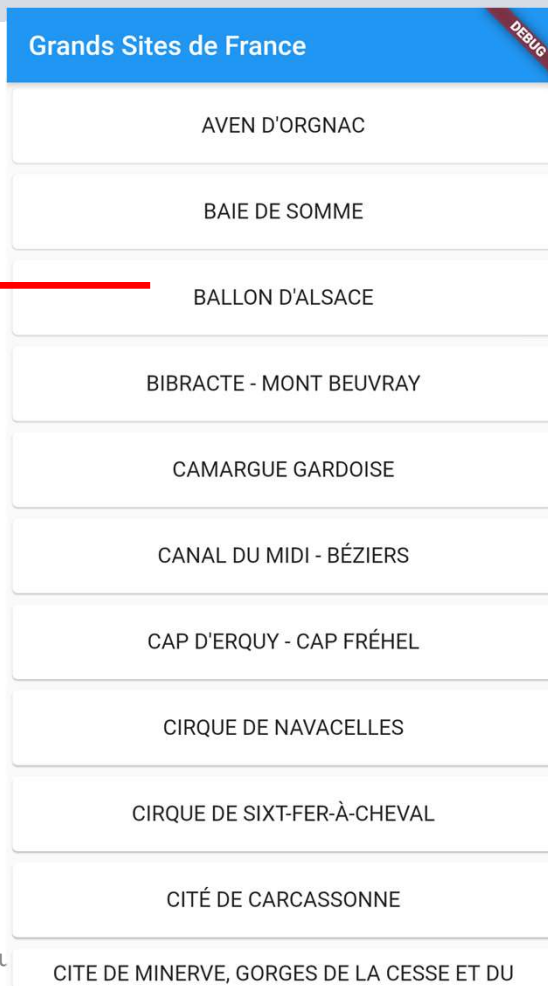 Grands Sites de France
DEBUG
AVEN D'ORGNAC
BAIE DE SOMME
BALLON D'ALSACE
BIBRACTE - MONT BEUVRAY
CAMARGUE GARDOISE
CANAL DU MIDI - BÉZIERS
CAP D'ERQUY - CAP FRÉHEL
CIRQUE DE NAVACELLES
CIRQUE DE SIXT-FER-À-CHEVAL
CITÉ DE CARCASSONNE
CITE DE MINERVE, GORGES DE LA CESSE ET DU